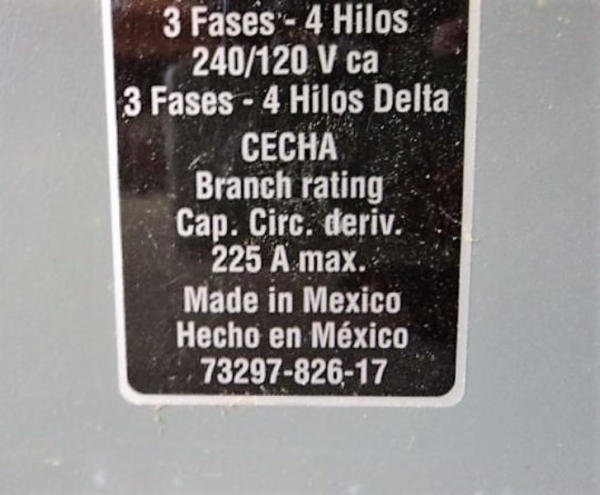 3 Fases - 4 Hilos
240/120 V ca
3 Fases - 4 Hilos Delta
CECHA
Branch rating
Cap. Circ. deriv.
225 A max.
Made in Mexico
Hecho en México
73297-826-17